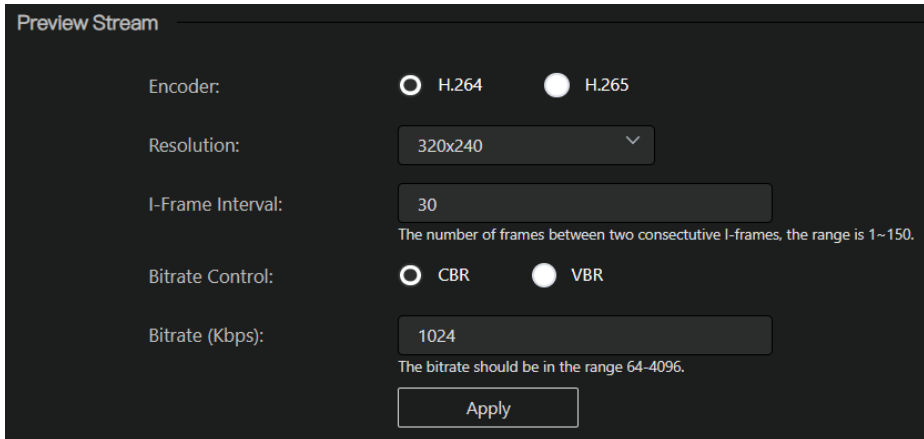 Preview Stream
Encoder: H.264 H.265
Resolution: 320x240
I-Frame Interval: 30
The number of frames between two consectutive I-frames, the range is 1~150.
Bitrate Control: CBR VBR
Bitrate (Kbps): 1024
The bitrate should be in the range 64-4096.
Apply